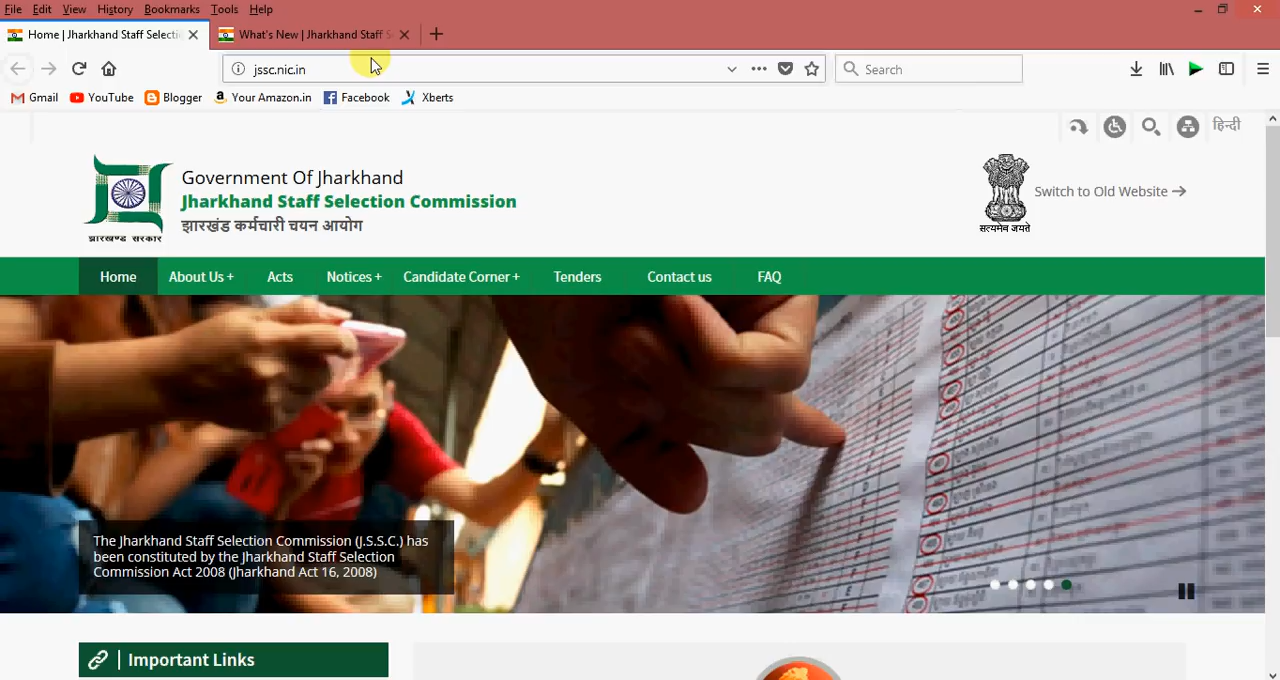 File Edit View History Bookmarks Tools Help
Home | Jharkhand Staff Selecti
What's New | Jharkhand Staff S
jssc.nic.in
Search
Gmail YouTube Blogger Your Amazon.in Facebook Xberts
हिन्दी
Government Of Jharkhand
Jharkhand Staff Selection Commission
झारखंड कर्मचारी चयन आयोग
झारखण्ड सरकार
सत्यमेव जयते
Switch to Old Website
Home About Us + Acts Notices + Candidate Corner + Tenders Contact us FAQ
The Jharkhand Staff Selection Commission (J.S.S.C.) has
been constituted by the Jharkhand Staff Selection
Commission Act 2008 (Jharkhand Act 16, 2008)
Important Links